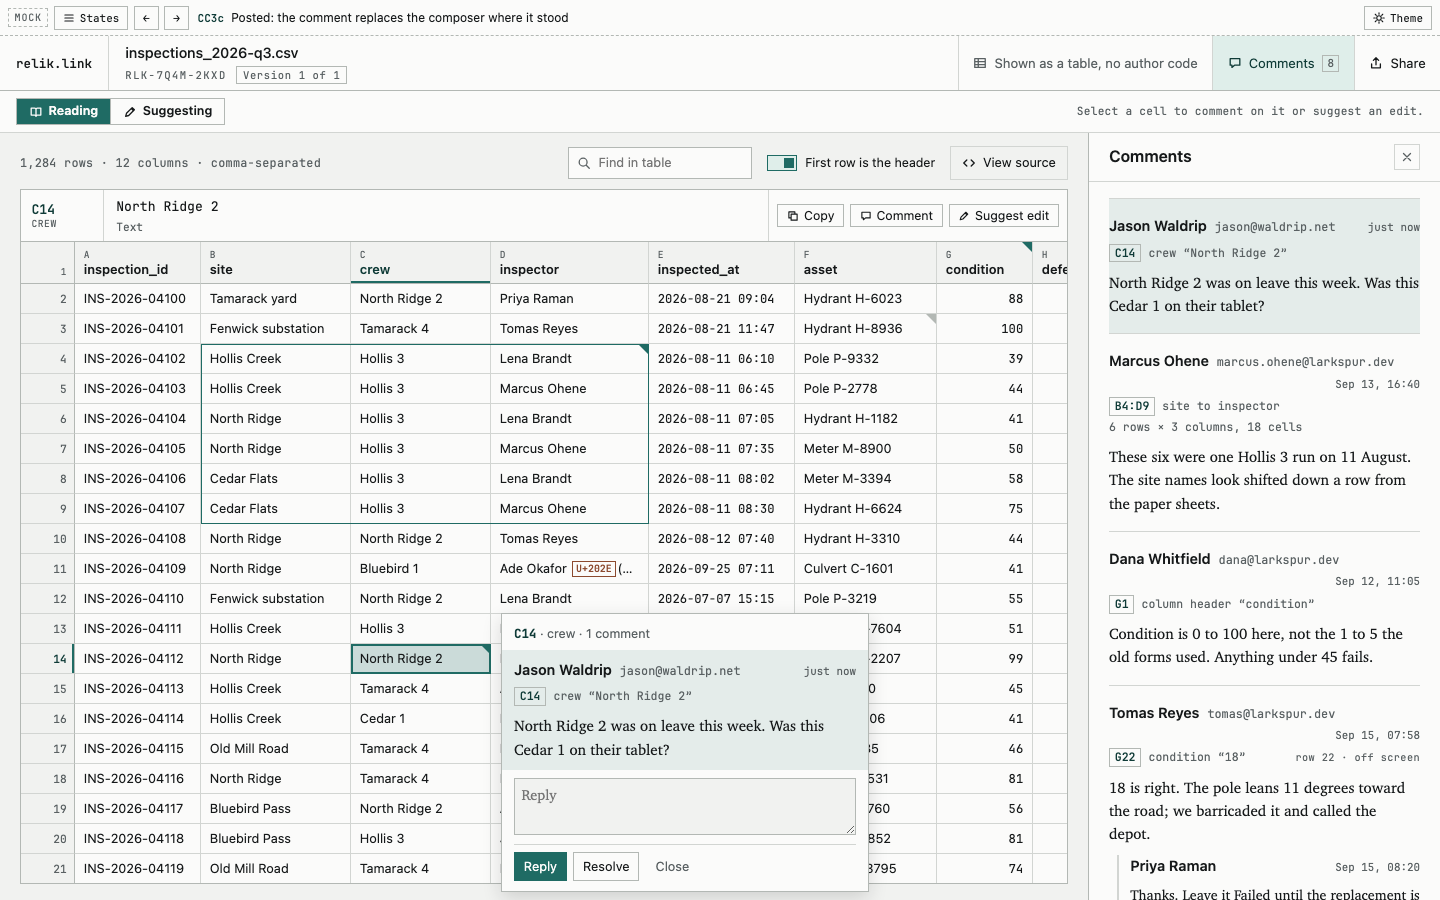 MOCK States ← → CC3c Posted: the comment replaces the composer where it stood Theme
relik.link inspections_2026-q3.csv
RLK-7Q4M-2KXD Version 1 of 1
Shown as a table, no author code Comments 8 Share
Reading Suggesting Select a cell to comment on it or suggest an edit.
1,284 rows · 12 columns · comma-separated Find in table First row is the header View source
C14 North Ridge 2
CREW Text
Copy Comment Suggest edit
A B C D E F G H
1 inspection_id site crew inspector inspected_at asset condition defe
2 INS-2026-04100 Tamarack yard North Ridge 2 Priya Raman 2026-08-21 09:04 Hydrant H-6023 88
3 INS-2026-04101 Fenwick substation Tamarack 4 Tomas Reyes 2026-08-21 11:47 Hydrant H-8936 100
4 INS-2026-04102 Hollis Creek Hollis 3 Lena Brandt 2026-08-11 06:10 Pole P-9332 39
5 INS-2026-04103 Hollis Creek Hollis 3 Marcus Ohene 2026-08-11 06:45 Pole P-2778 44
6 INS-2026-04104 North Ridge Hollis 3 Lena Brandt 2026-08-11 07:05 Hydrant H-1182 41
7 INS-2026-04105 North Ridge Hollis 3 Marcus Ohene 2026-08-11 07:35 Meter M-8900 50
8 INS-2026-04106 Cedar Flats Hollis 3 Lena Brandt 2026-08-11 08:02 Meter M-3394 58
9 INS-2026-04107 Cedar Flats Hollis 3 Marcus Ohene 2026-08-11 08:30 Hydrant H-6624 75
10 INS-2026-04108 North Ridge North Ridge 2 Tomas Reyes 2026-08-12 07:40 Hydrant H-3310 44
11 INS-2026-04109 North Ridge Bluebird 1 Ade Okafor U+202E (… 2026-09-25 07:11 Culvert C-1601 41
12 INS-2026-04110 Fenwick substation North Ridge 2 Lena Brandt 2026-07-07 15:15 Pole P-3219 55
13 INS-2026-04111 Hollis Creek Hollis 3 7604 51
14 INS-2026-04112 North Ridge North Ridge 2 2207 99
15 INS-2026-04113 Hollis Creek Tamarack 4 0 45
16 INS-2026-04114 Hollis Creek Cedar 1 06 41
17 INS-2026-04115 Old Mill Road Tamarack 4 35 46
18 INS-2026-04116 North Ridge Tamarack 4 531 81
19 INS-2026-04117 Bluebird Pass North Ridge 2 760 56
20 INS-2026-04118 Bluebird Pass Hollis 3 852 81
21 INS-2026-04119 Old Mill Road Tamarack 4 3795 74
C14 · crew · 1 comment
Jason Waldrip jason@waldrip.net just now
C14 crew “North Ridge 2”
North Ridge 2 was on leave this week. Was this
Cedar 1 on their tablet?
Reply
Reply Resolve Close
Comments
Jason Waldrip jason@waldrip.net just now
C14 crew “North Ridge 2”
North Ridge 2 was on leave this week. Was this
Cedar 1 on their tablet?
Marcus Ohene marcus.ohene@larkspur.dev
Sep 13, 16:40
B4:D9 site to inspector
6 rows × 3 columns, 18 cells
These six were one Hollis 3 run on 11 August.
The site names look shifted down a row from
the paper sheets.
Dana Whitfield dana@larkspur.dev
Sep 12, 11:05
G1 column header “condition”
Condition is 0 to 100 here, not the 1 to 5 the
old forms used. Anything under 45 fails.
Tomas Reyes tomas@larkspur.dev
Sep 15, 07:58
G22 condition “18” row 22 · off screen
18 is right. The pole leans 11 degrees toward
the road; we barricaded it and called the
depot.
Priya Raman Sep 15, 08:20
Thanks. Leave it Failed until the replacement is